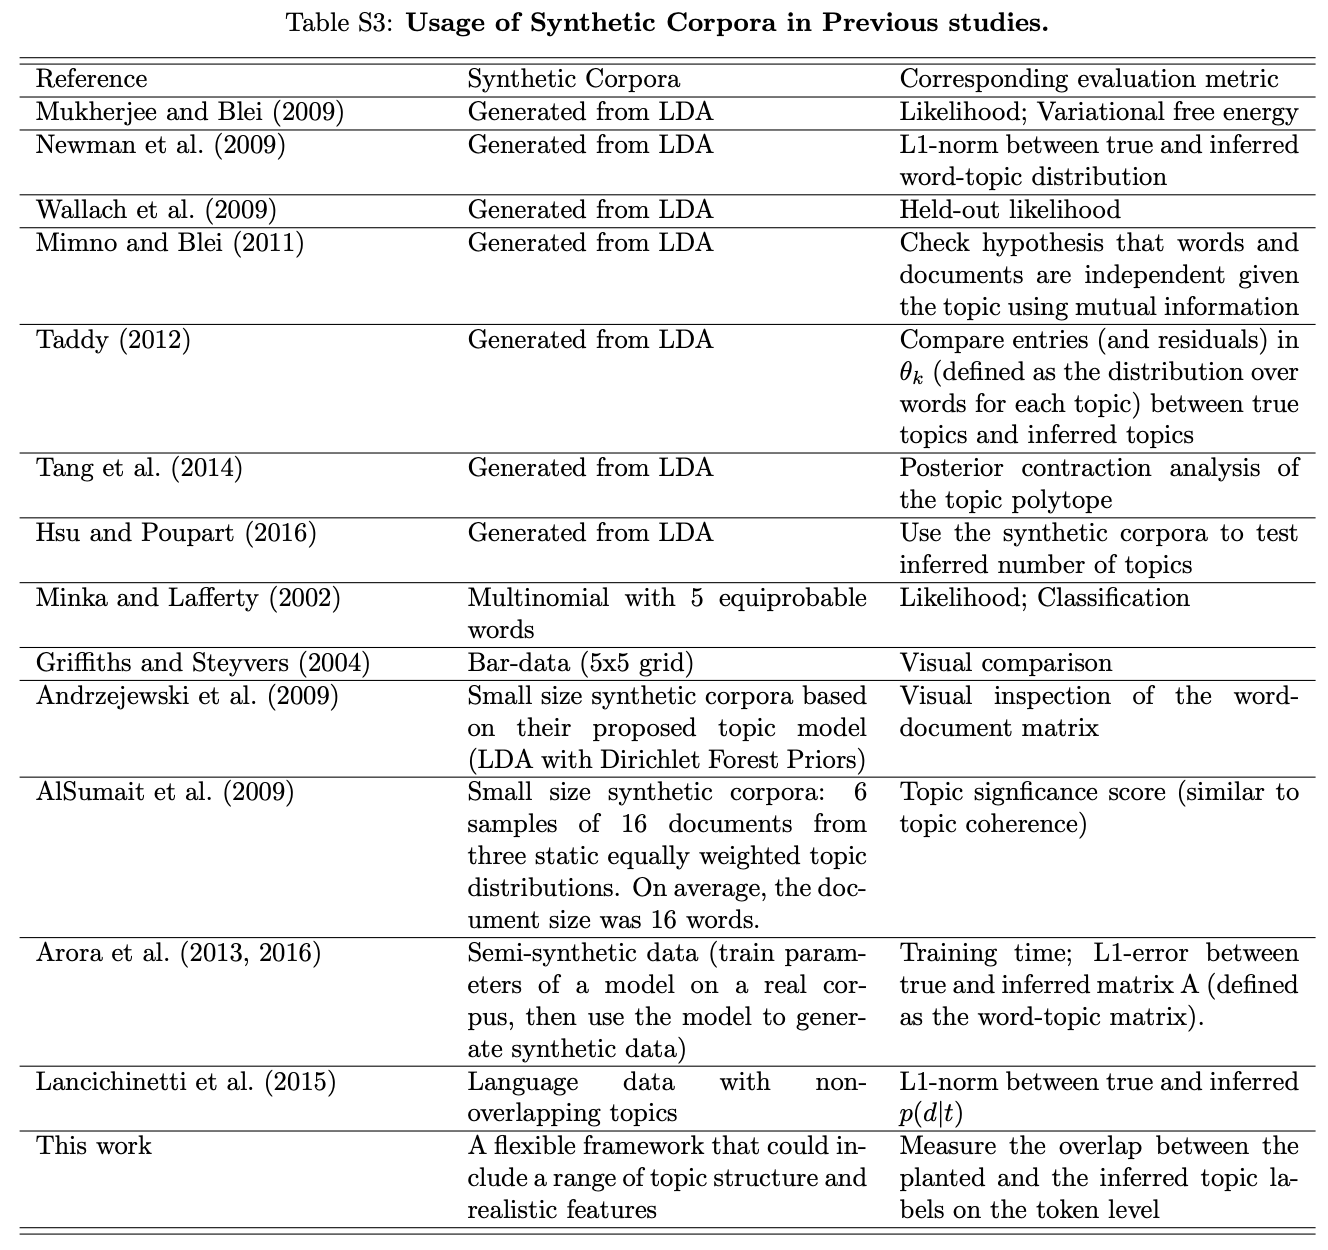 Table S3: Usage of Synthetic Corpora in Previous studies.
Reference Synthetic Corpora Corresponding evaluation metric
Mukherjee and Blei (2009) Generated from LDA Likelihood; Variational free energy
Newman et al. (2009) Generated from LDA L1-norm between true and inferred
word-topic distribution
Wallach et al. (2009) Generated from LDA Held-out likelihood
Mimno and Blei (2011) Generated from LDA Check hypothesis that words and
documents are independent given
the topic using mutual information
Taddy (2012) Generated from LDA Compare entries (and residuals) in
θk (defined as the distribution over
words for each topic) between true
topics and inferred topics
Tang et al. (2014) Generated from LDA Posterior contraction analysis of
the topic polytope
Hsu and Poupart (2016) Generated from LDA Use the synthetic corpora to test
inferred number of topics
Minka and Lafferty (2002) Multinomial with 5 equiprobable Likelihood; Classification
words
Griffiths and Steyvers (2004) Bar-data (5x5 grid) Visual comparison
Andrzejewski et al. (2009) Small size synthetic corpora based Visual inspection of the word-
on their proposed topic model document matrix
(LDA with Dirichlet Forest Priors)
AlSumait et al. (2009) Small size synthetic corpora: 6 Topic signficance score (similar to
samples of 16 documents from topic coherence)
three static equally weighted topic
distributions. On average, the doc-
ument size was 16 words.
Arora et al. (2013, 2016) Semi-synthetic data (train param- Training time; L1-error between
eters of a model on a real cor- true and inferred matrix A (defined
pus, then use the model to gener- as the word-topic matrix).
ate synthetic data)
Lancichinetti et al. (2015) Language data with non- L1-norm between true and inferred
overlapping topics p(d|t)
This work A flexible framework that could in- Measure the overlap between the
clude a range of topic structure and planted and the inferred topic la-
realistic features bels on the token level